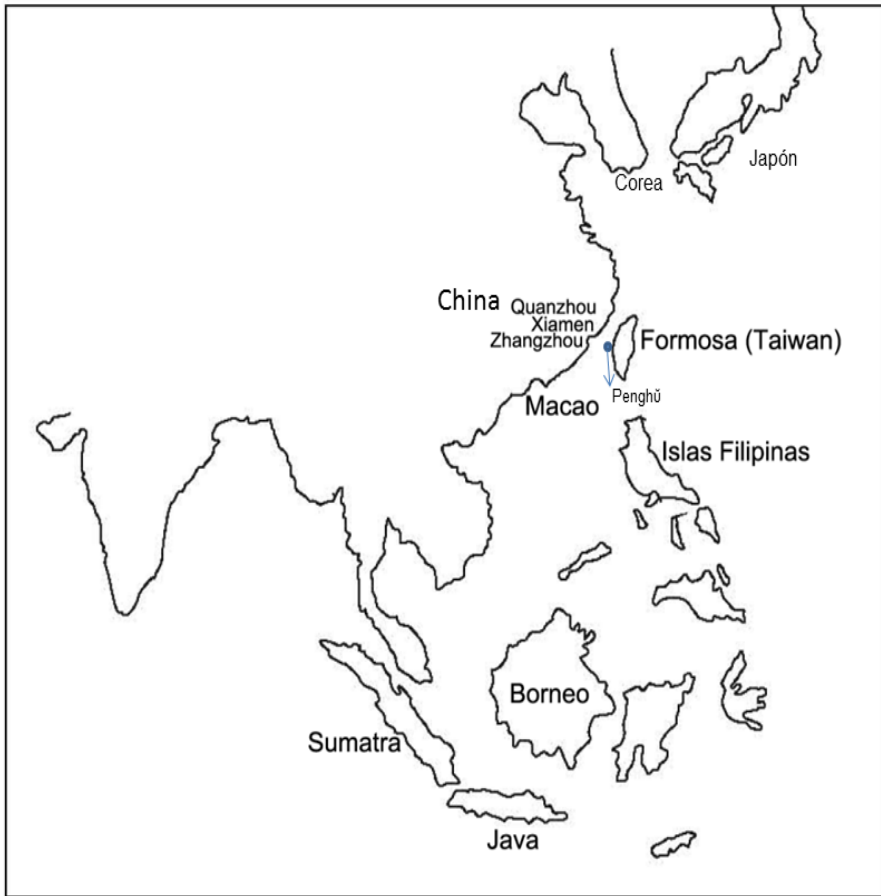 Japón
Corea
China
Quanzhou
Xiamen
Zhangzhou
Formosa (Taiwan)
Penghŭ
Macao
Islas Filipinas
Borneo
Sumatra
Java